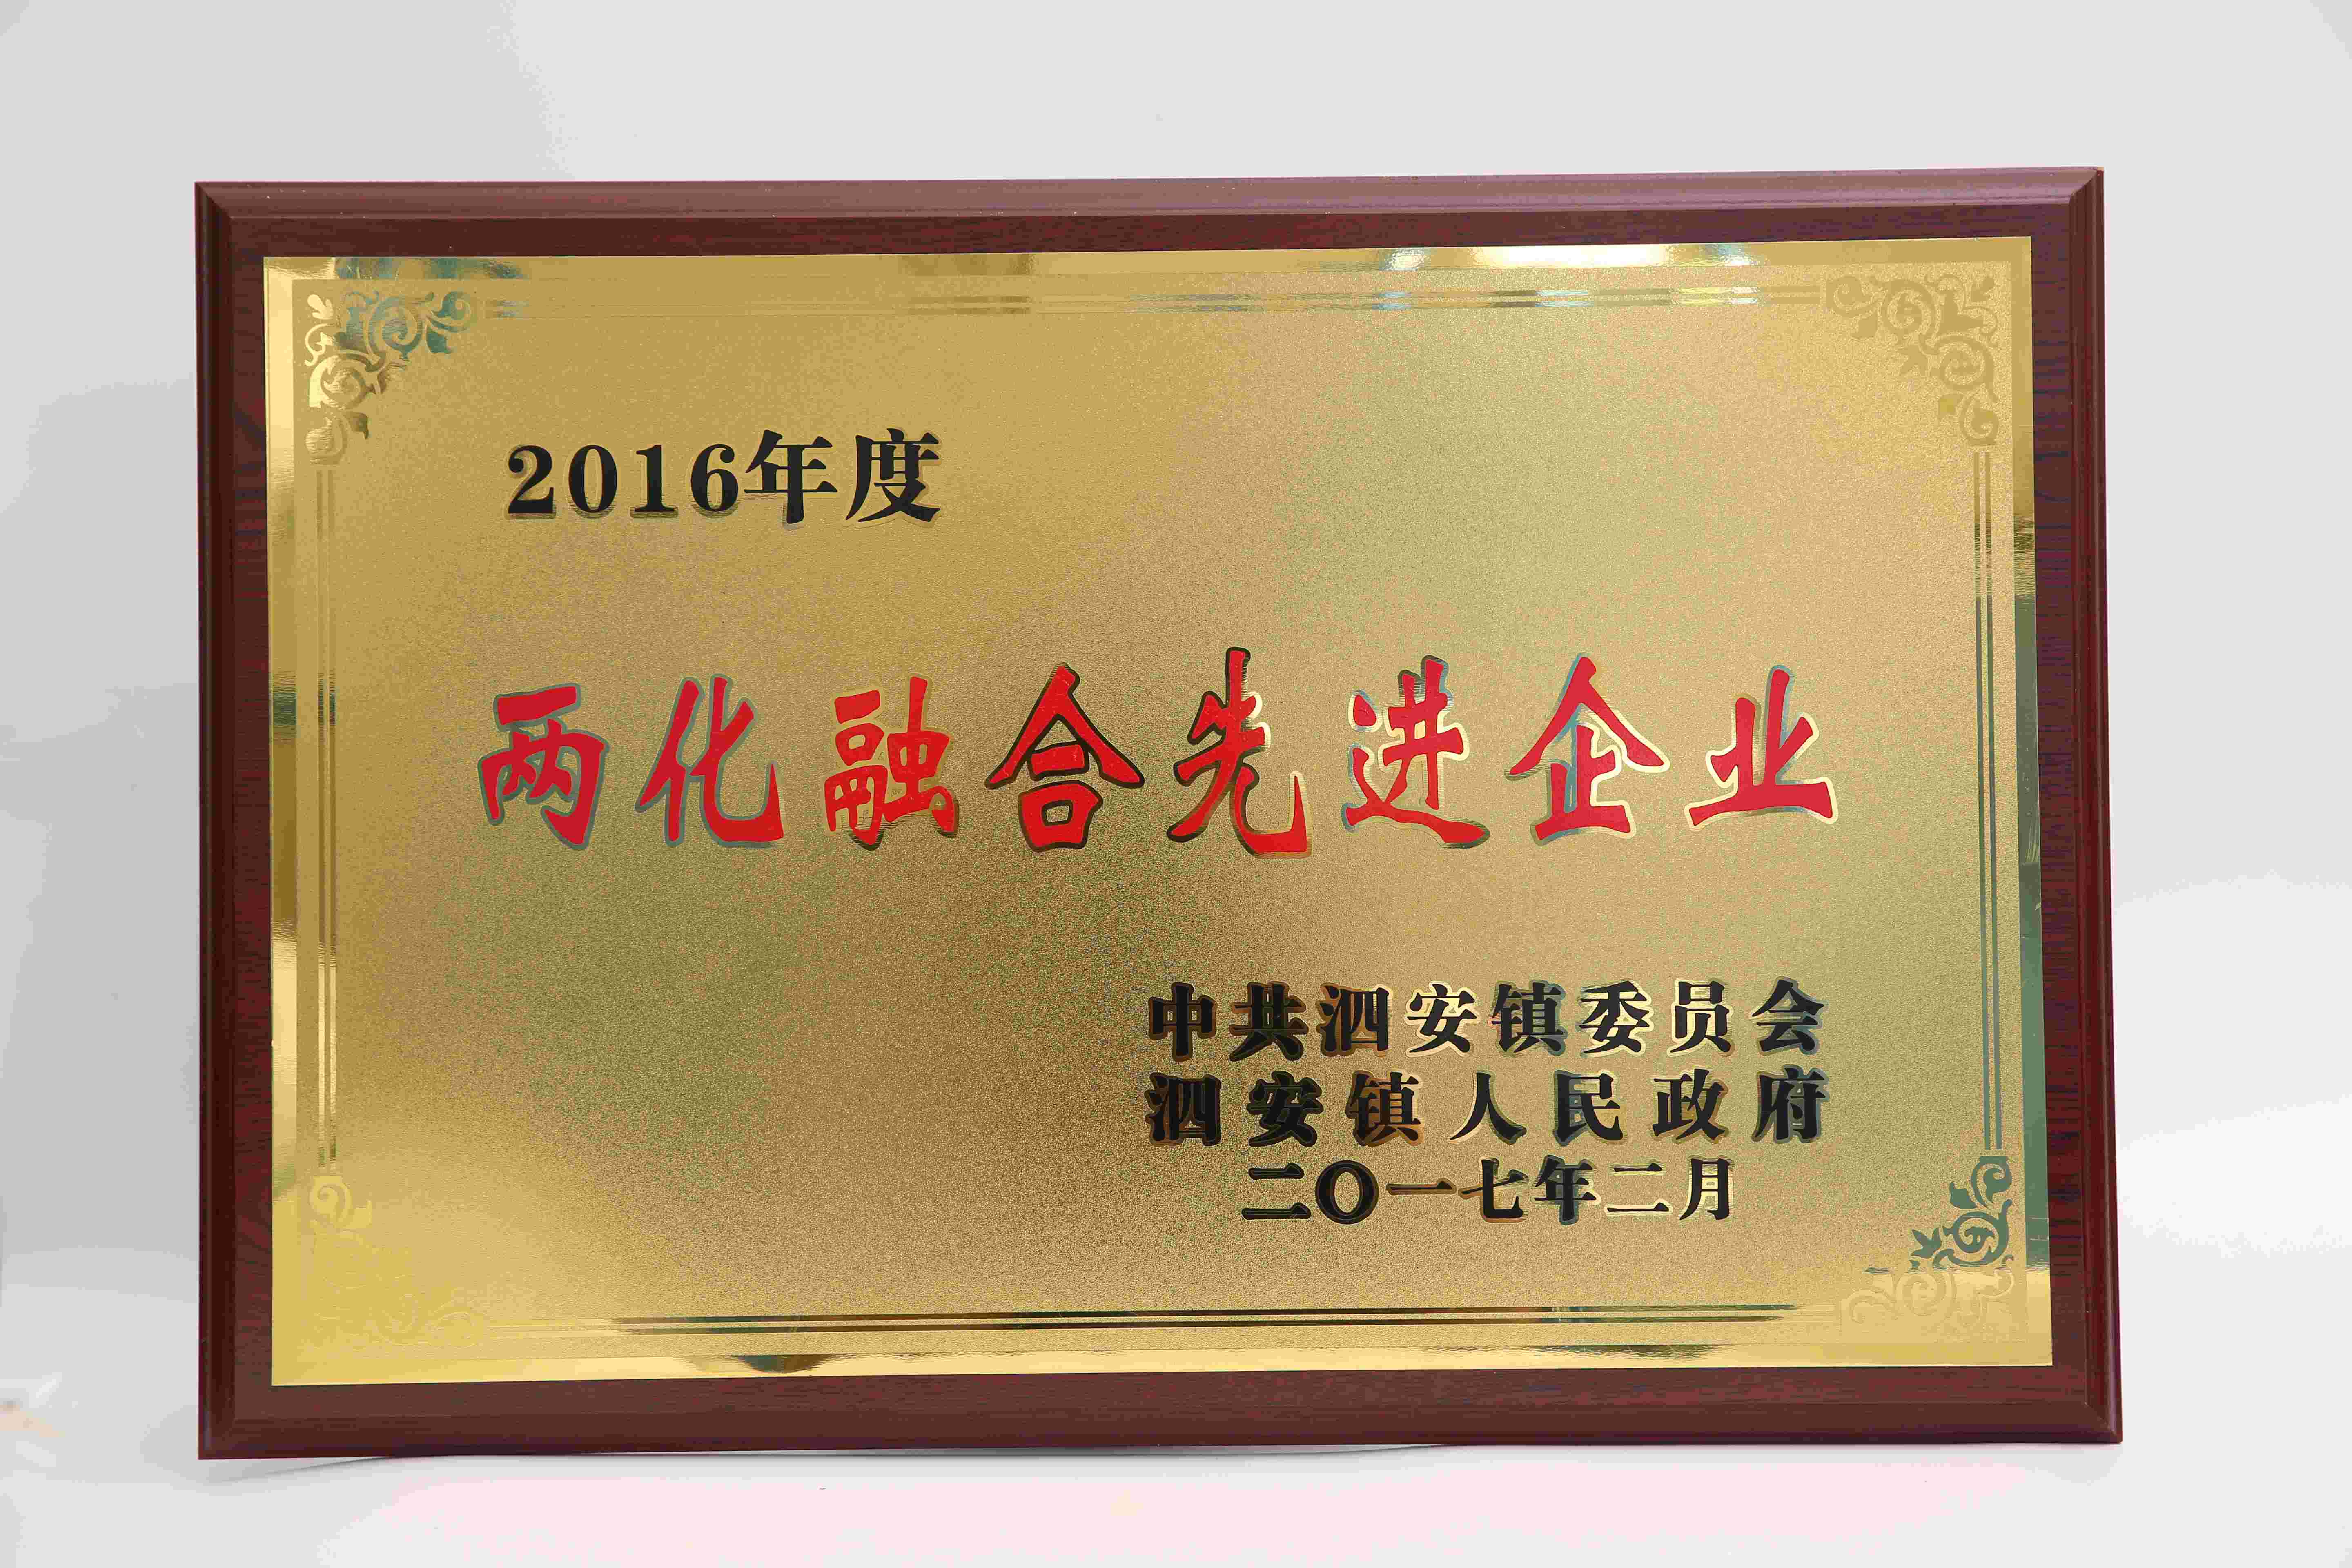 2016年度
两化融合先进企业
中共泗安镇委员会
泗安镇人民政府
二〇一七年二月